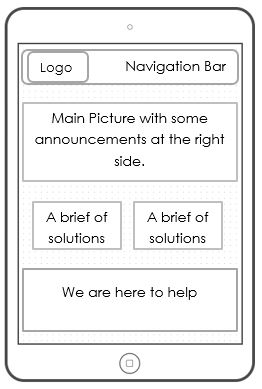 Logo
Navigation Bar
Main Picture with some
announcements at the right
side.
A brief of
solutions
A brief of
solutions
We are here to help